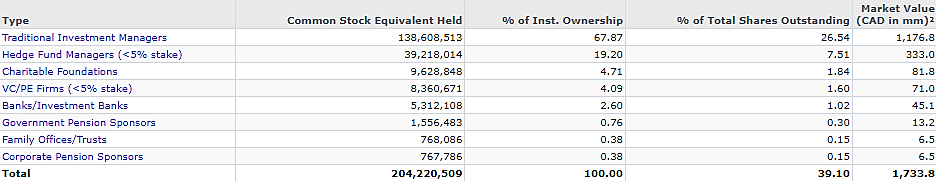 Market Value
Type Common Stock Equivalent Held % of Inst. Ownership % of Total Shares Outstanding (CAD in mm)²
Traditional Investment Managers 138,608,513 67.87 26.54 1,176.8
Hedge Fund Managers (<5% stake) 39,218,014 19.20 7.51 333.0
Charitable Foundations 9,628,848 4.71 1.84 81.8
VC/PE Firms (<5% stake) 8,360,671 4.09 1.60 71.0
Banks/Investment Banks 5,312,108 2.60 1.02 45.1
Government Pension Sponsors 1,556,483 0.76 0.30 13.2
Family Offices/Trusts 768,086 0.38 0.15 6.5
Corporate Pension Sponsors 767,786 0.38 0.15 6.5
Total 204,220,509 100.00 39.10 1,733.8